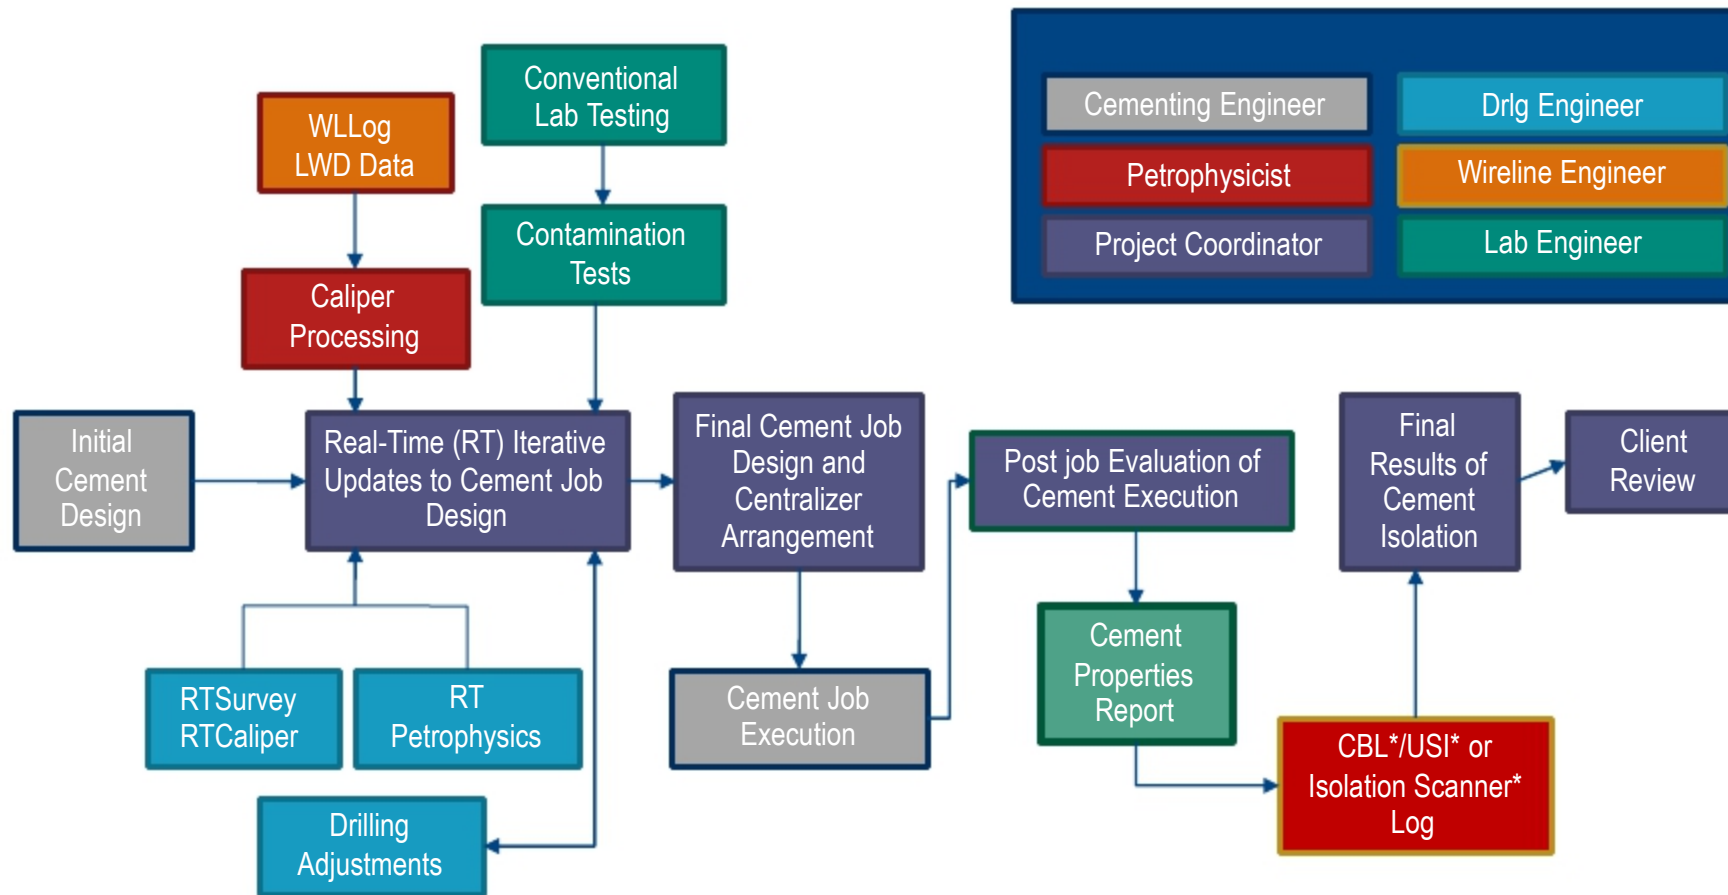 Conventional
Lab Testing
WLLog
LWD Data
Contamination
Tests
Caliper
Processing
Cementing Engineer
Drlg Engineer
Petrophysicist
Wireline Engineer
Project Coordinator
Lab Engineer
Initial
Cement
Design
Real-Time (RT) Iterative
Updates to Cement Job
Design
Final Cement Job
Design and
Centralizer
Arrangement
Post job Evaluation of
Cement Execution
Final
Results of
Cement
Isolation
Client
Review
RTSurvey
RTCaliper
RT
Petrophysics
Cement Job
Execution
Cement
Properties
Report
CBL*/USI* or
Isolation Scanner*
Log
Drilling
Adjustments